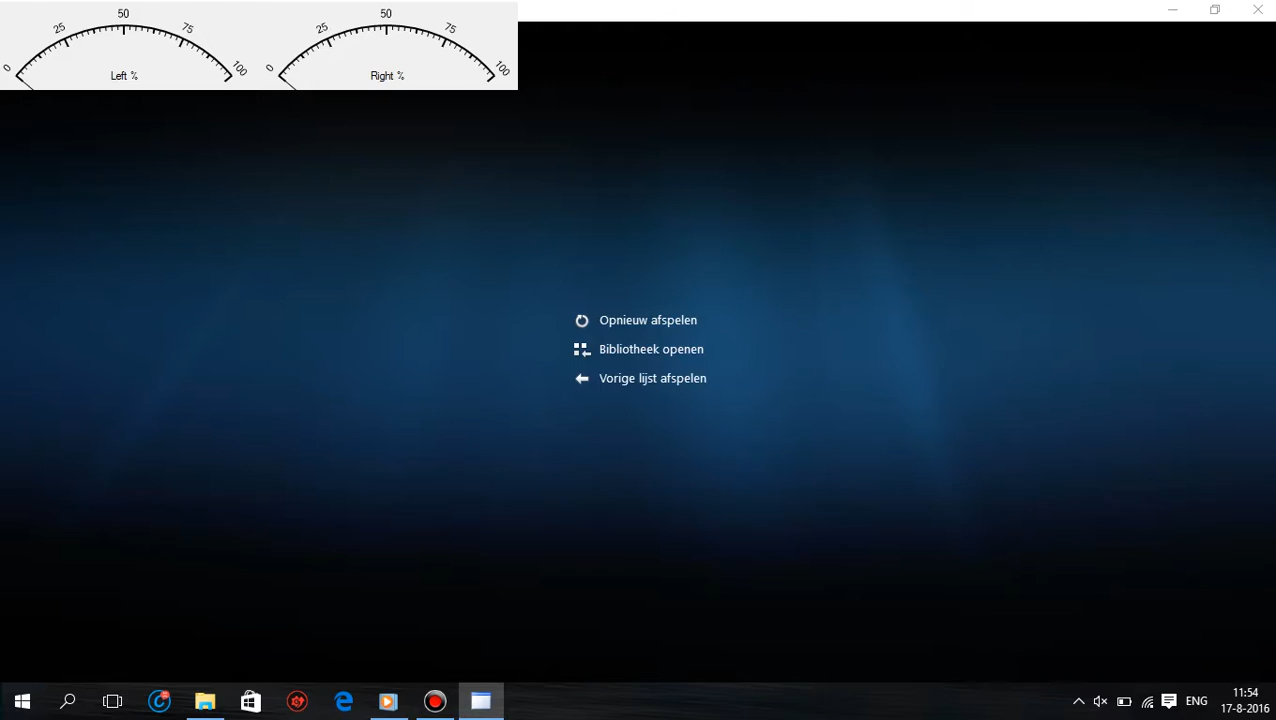 0 25 50 75 100 0 25 50 75 100
Left % Right %
Opnieuw afspelen
Bibliotheek openen
Vorige lijst afspelen
ENG
11:54
17-8-2016